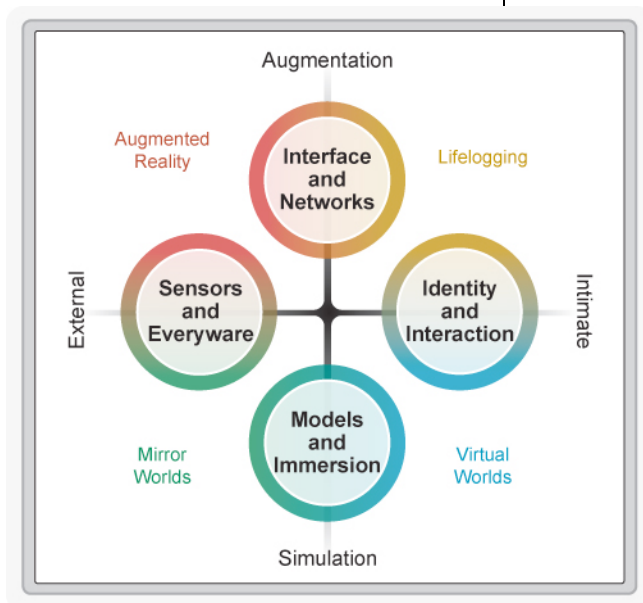 Augmentation
Augmented
Reality
Interface
and
Networks
Lifelogging
External
Sensors
and
Everyware
Identity
and
Interaction
Intimate
Models
and
Immersion
Mirror
Worlds
Virtual
Worlds
Simulation